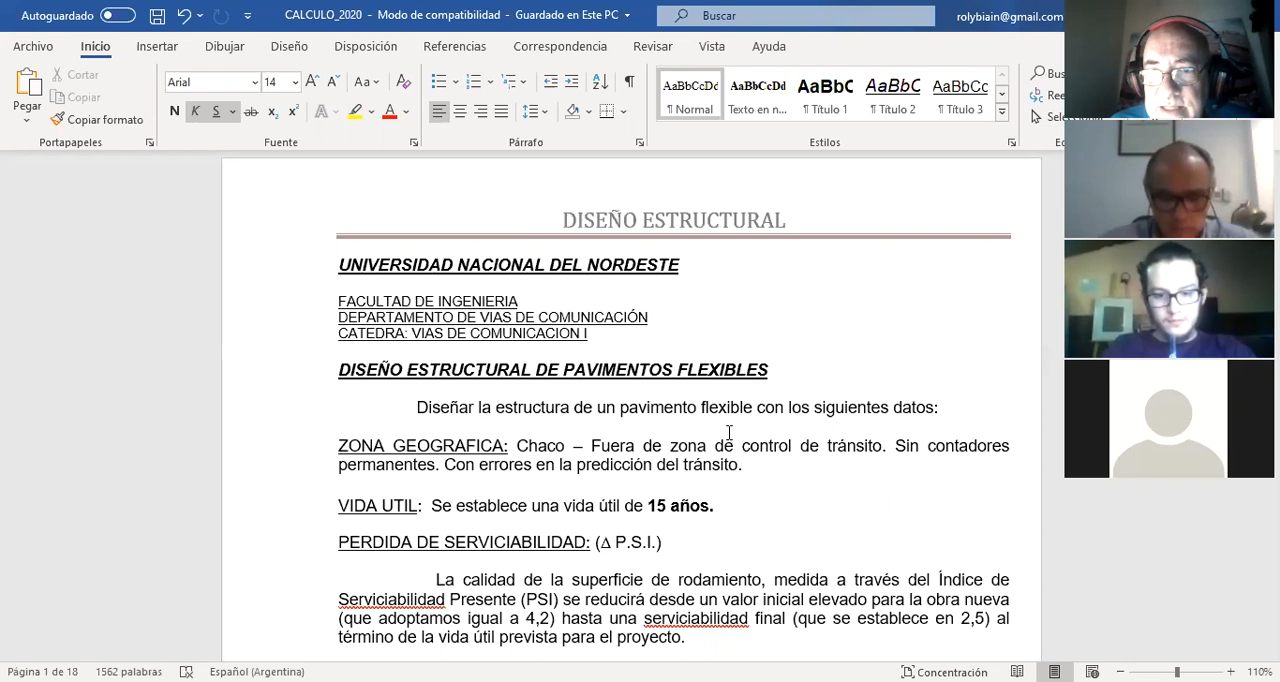 Autoguardado CALCULO_2020 - Modo de compatibilidad - Guardado en Este PC Buscar rolybiain@gmail.com
Archivo Inicio Insertar Dibujar Diseño Disposición Referencias Correspondencia Revisar Vista Ayuda
Pegar
Cortar
Copiar
Copiar formato
Portapapeles
Arial 14
N K S ab x₂ x²
Fuente
Párrafo
AaBbCcDd AaBbCcDd AaBbC AaBbC AaBbCc
¶ Normal Texto en n... ¶ Título 1 ¶ Título 2 ¶ Título 3
Estilos
DISEÑO ESTRUCTURAL
UNIVERSIDAD NACIONAL DEL NORDESTE
FACULTAD DE INGENIERIA
DEPARTAMENTO DE VIAS DE COMUNICACIÓN
CATEDRA: VIAS DE COMUNICACION I
DISEÑO ESTRUCTURAL DE PAVIMENTOS FLEXIBLES
Diseñar la estructura de un pavimento flexible con los siguientes datos:
ZONA GEOGRAFICA: Chaco – Fuera de zona de control de tránsito. Sin contadores
permanentes. Con errores en la predicción del tránsito.
VIDA UTIL: Se establece una vida útil de 15 años.
PERDIDA DE SERVICIABILIDAD: (Δ P.S.I.)
La calidad de la superficie de rodamiento, medida a través del Índice de
Serviciabilidad Presente (PSI) se reducirá desde un valor inicial elevado para la obra nueva
(que adoptamos igual a 4,2) hasta una serviciabilidad final (que se establece en 2,5) al
término de la vida útil prevista para el proyecto.
Página 1 de 18 1562 palabras Español (Argentina) Concentración 110%